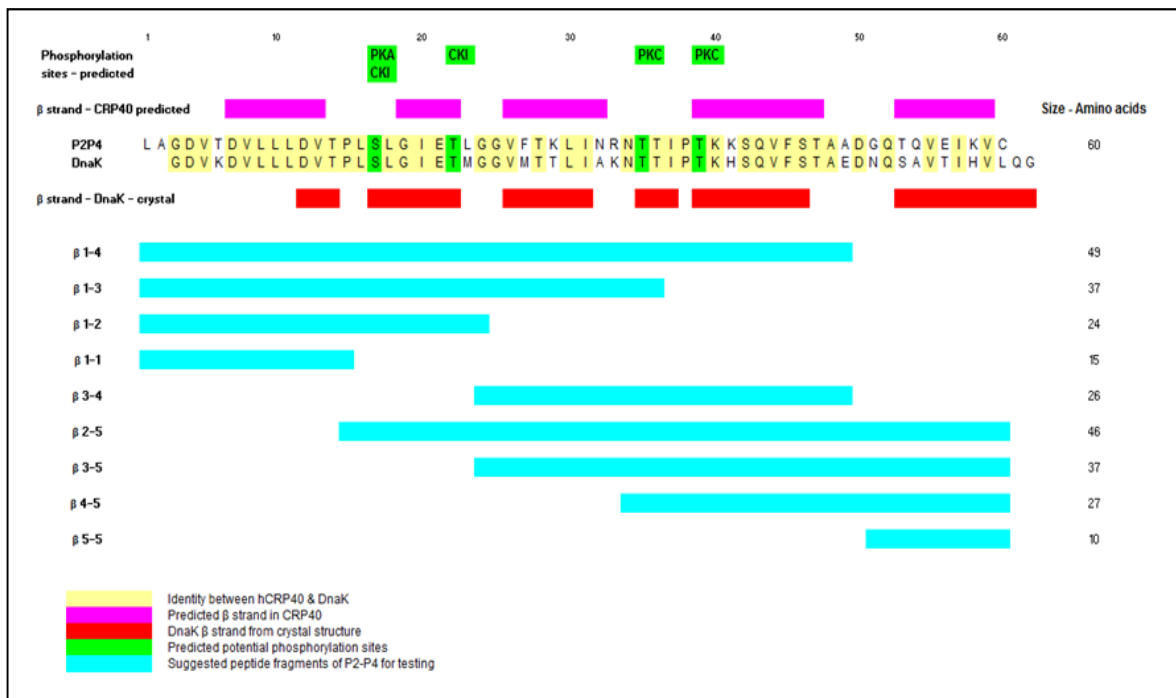 1 10 20 30 40 50 60
Phosphorylation PKA CKI PKC PKC
sites - predicted CKI
β strand - CRP40 predicted Size - Amino acids
P2P4 L A G D V T D V L L L D V T P L S L G I E T L G G V F T K L I N R N T T I P T K K S Q V F S T A A D G Q T Q V E I K V C 60
DnaK G D V K D V L L L D V T P L S L G I E T M G G V M T T L I A K N T T I P T K H S Q V F S T A E D N Q S A V T I H V L Q G
β strand - DnaK - crystal
β 1-4 49
β 1-3 37
β 1-2 24
β 1-1 15
β 3-4 26
β 2-5 46
β 3-5 37
β 4-5 27
β 5-5 10
Identity between hCRP40 & DnaK
Predicted β strand in CRP40
DnaK β strand from crystal structure
Predicted potential phosphorylation sites
Suggested peptide fragments of P2-P4 for testing